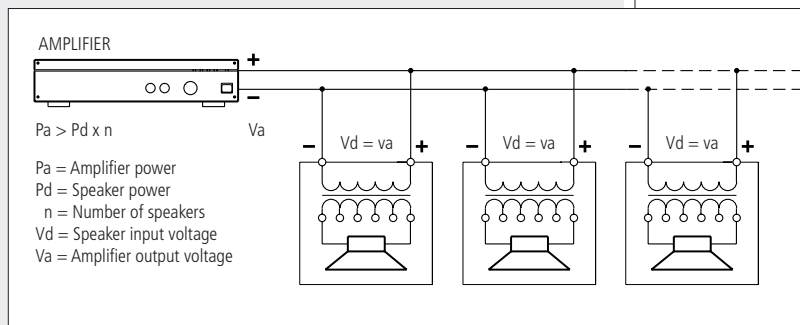 AMPLIFIER
+
−
Pa > Pd x n
Va
Pa = Amplifier power
Pd = Speaker power
n = Number of speakers
Vd = Speaker input voltage
Va = Amplifier output voltage
− Vd = va +
− Vd = va +
− Vd = va +